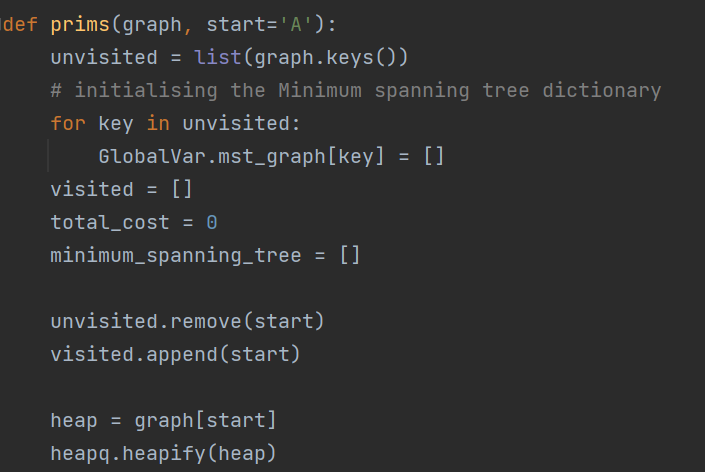 def prims(graph, start='A'):
    unvisited = list(graph.keys())
    # initialising the Minimum spanning tree dictionary
    for key in unvisited:
        GlobalVar.mst_graph[key] = []
    visited = []
    total_cost = 0
    minimum_spanning_tree = []

    unvisited.remove(start)
    visited.append(start)

    heap = graph[start]
    heapq.heapify(heap)